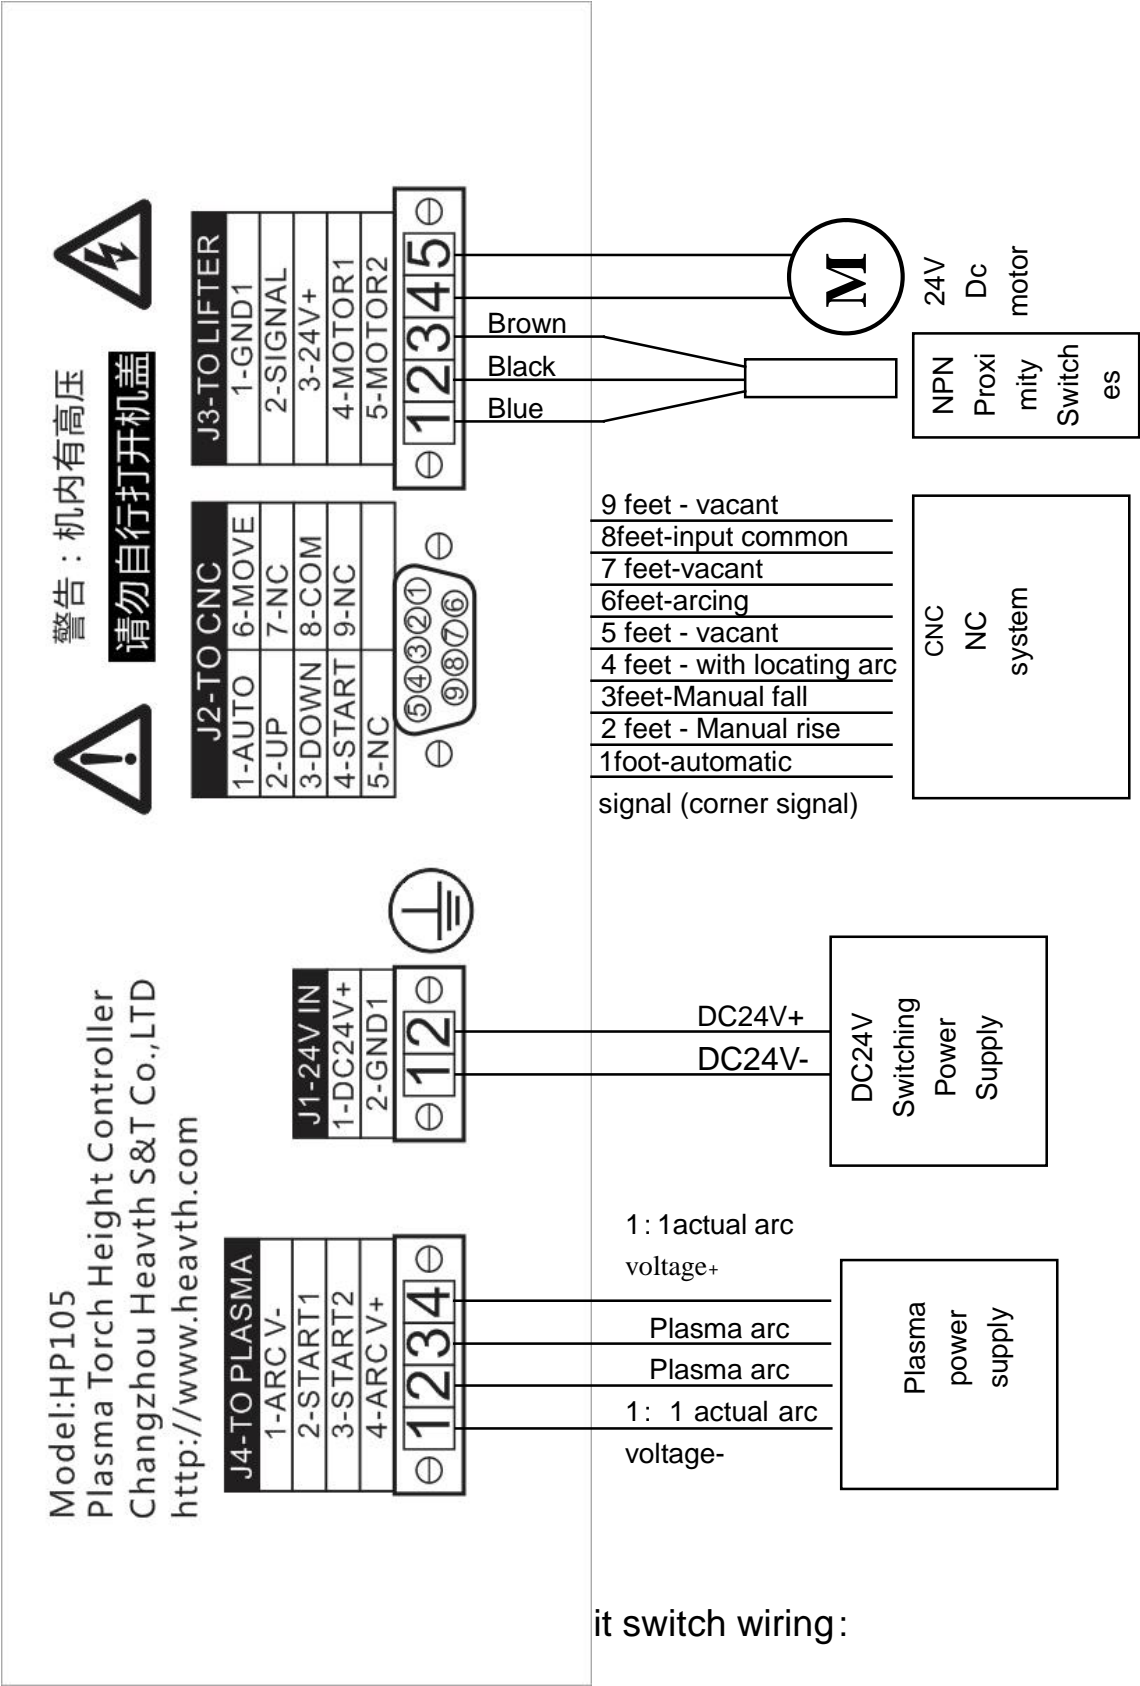 Model:HP105
Plasma Torch Height Controller
Changzhou Heavth S&T Co.,LTD
http://www.heavth.com
警告：机内有高压
请勿自行打开机盖
J4-TO PLASMA
1-ARC V-
2-START1
3-START2
4-ARC V+
1 2 3 4
J1-24V IN
1-DC24V+
2-GND1
1 2
J2-TO CNC
1-AUTO 6-MOVE
2-UP 7-NC
3-DOWN 8-COM
4-START 9-NC
5-NC
5 4 3 2 1
9 8 7 6
J3-TO LIFTER
1-GND1
2-SIGNAL
3-24V+
4-MOTOR1
5-MOTOR2
1 2 3 4 5
Brown
Black
Blue
M
24V
Dc
motor
NPN
Proxi
mity
Switch
es
9 feet - vacant
8feet-input common
7 feet-vacant
6feet-arcing
5 feet - vacant
4 feet - with locating arc
3feet-Manual fall
2 feet - Manual rise
1foot-automatic
signal (corner signal)
CNC
NC
system
DC24V+
DC24V-
DC24V
Switching
Power
Supply
1: 1actual arc
voltage+
Plasma arc
Plasma arc
1: 1 actual arc
voltage-
Plasma
power
supply
it switch wiring: